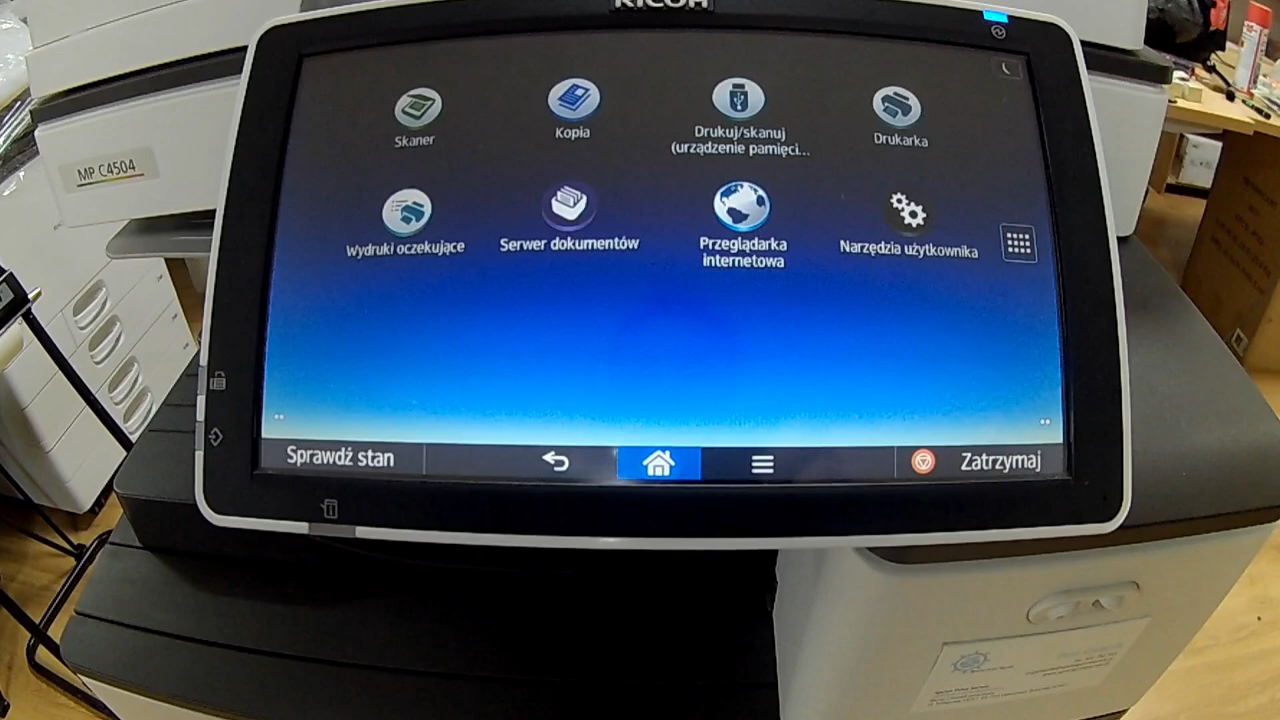 RICOH
MP C4504
Skaner
Kopia
Drukuj/skanuj
(urządzenie pamięci...
Drukarka
Wydruki oczekujące
Serwer dokumentów
Przeglądarka
internetowa
Narzędzia użytkownika
Sprawdź stan
Zatrzymaj